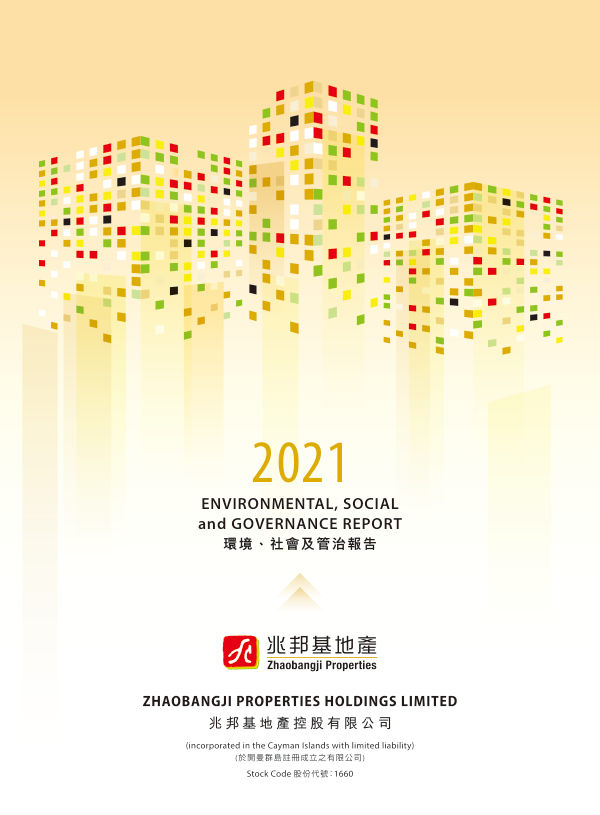 2021
ENVIRONMENTAL, SOCIAL
and GOVERNANCE REPORT
環境、社會及管治報告
兆邦基地產
Zhaobangji Properties
ZHAOBANGJI PROPERTIES HOLDINGS LIMITED
兆邦基地產控股有限公司
(incorporated in the Cayman Islands with limited liability)
(於開曼群島註冊成立之有限公司)
Stock Code 股份代號：1660